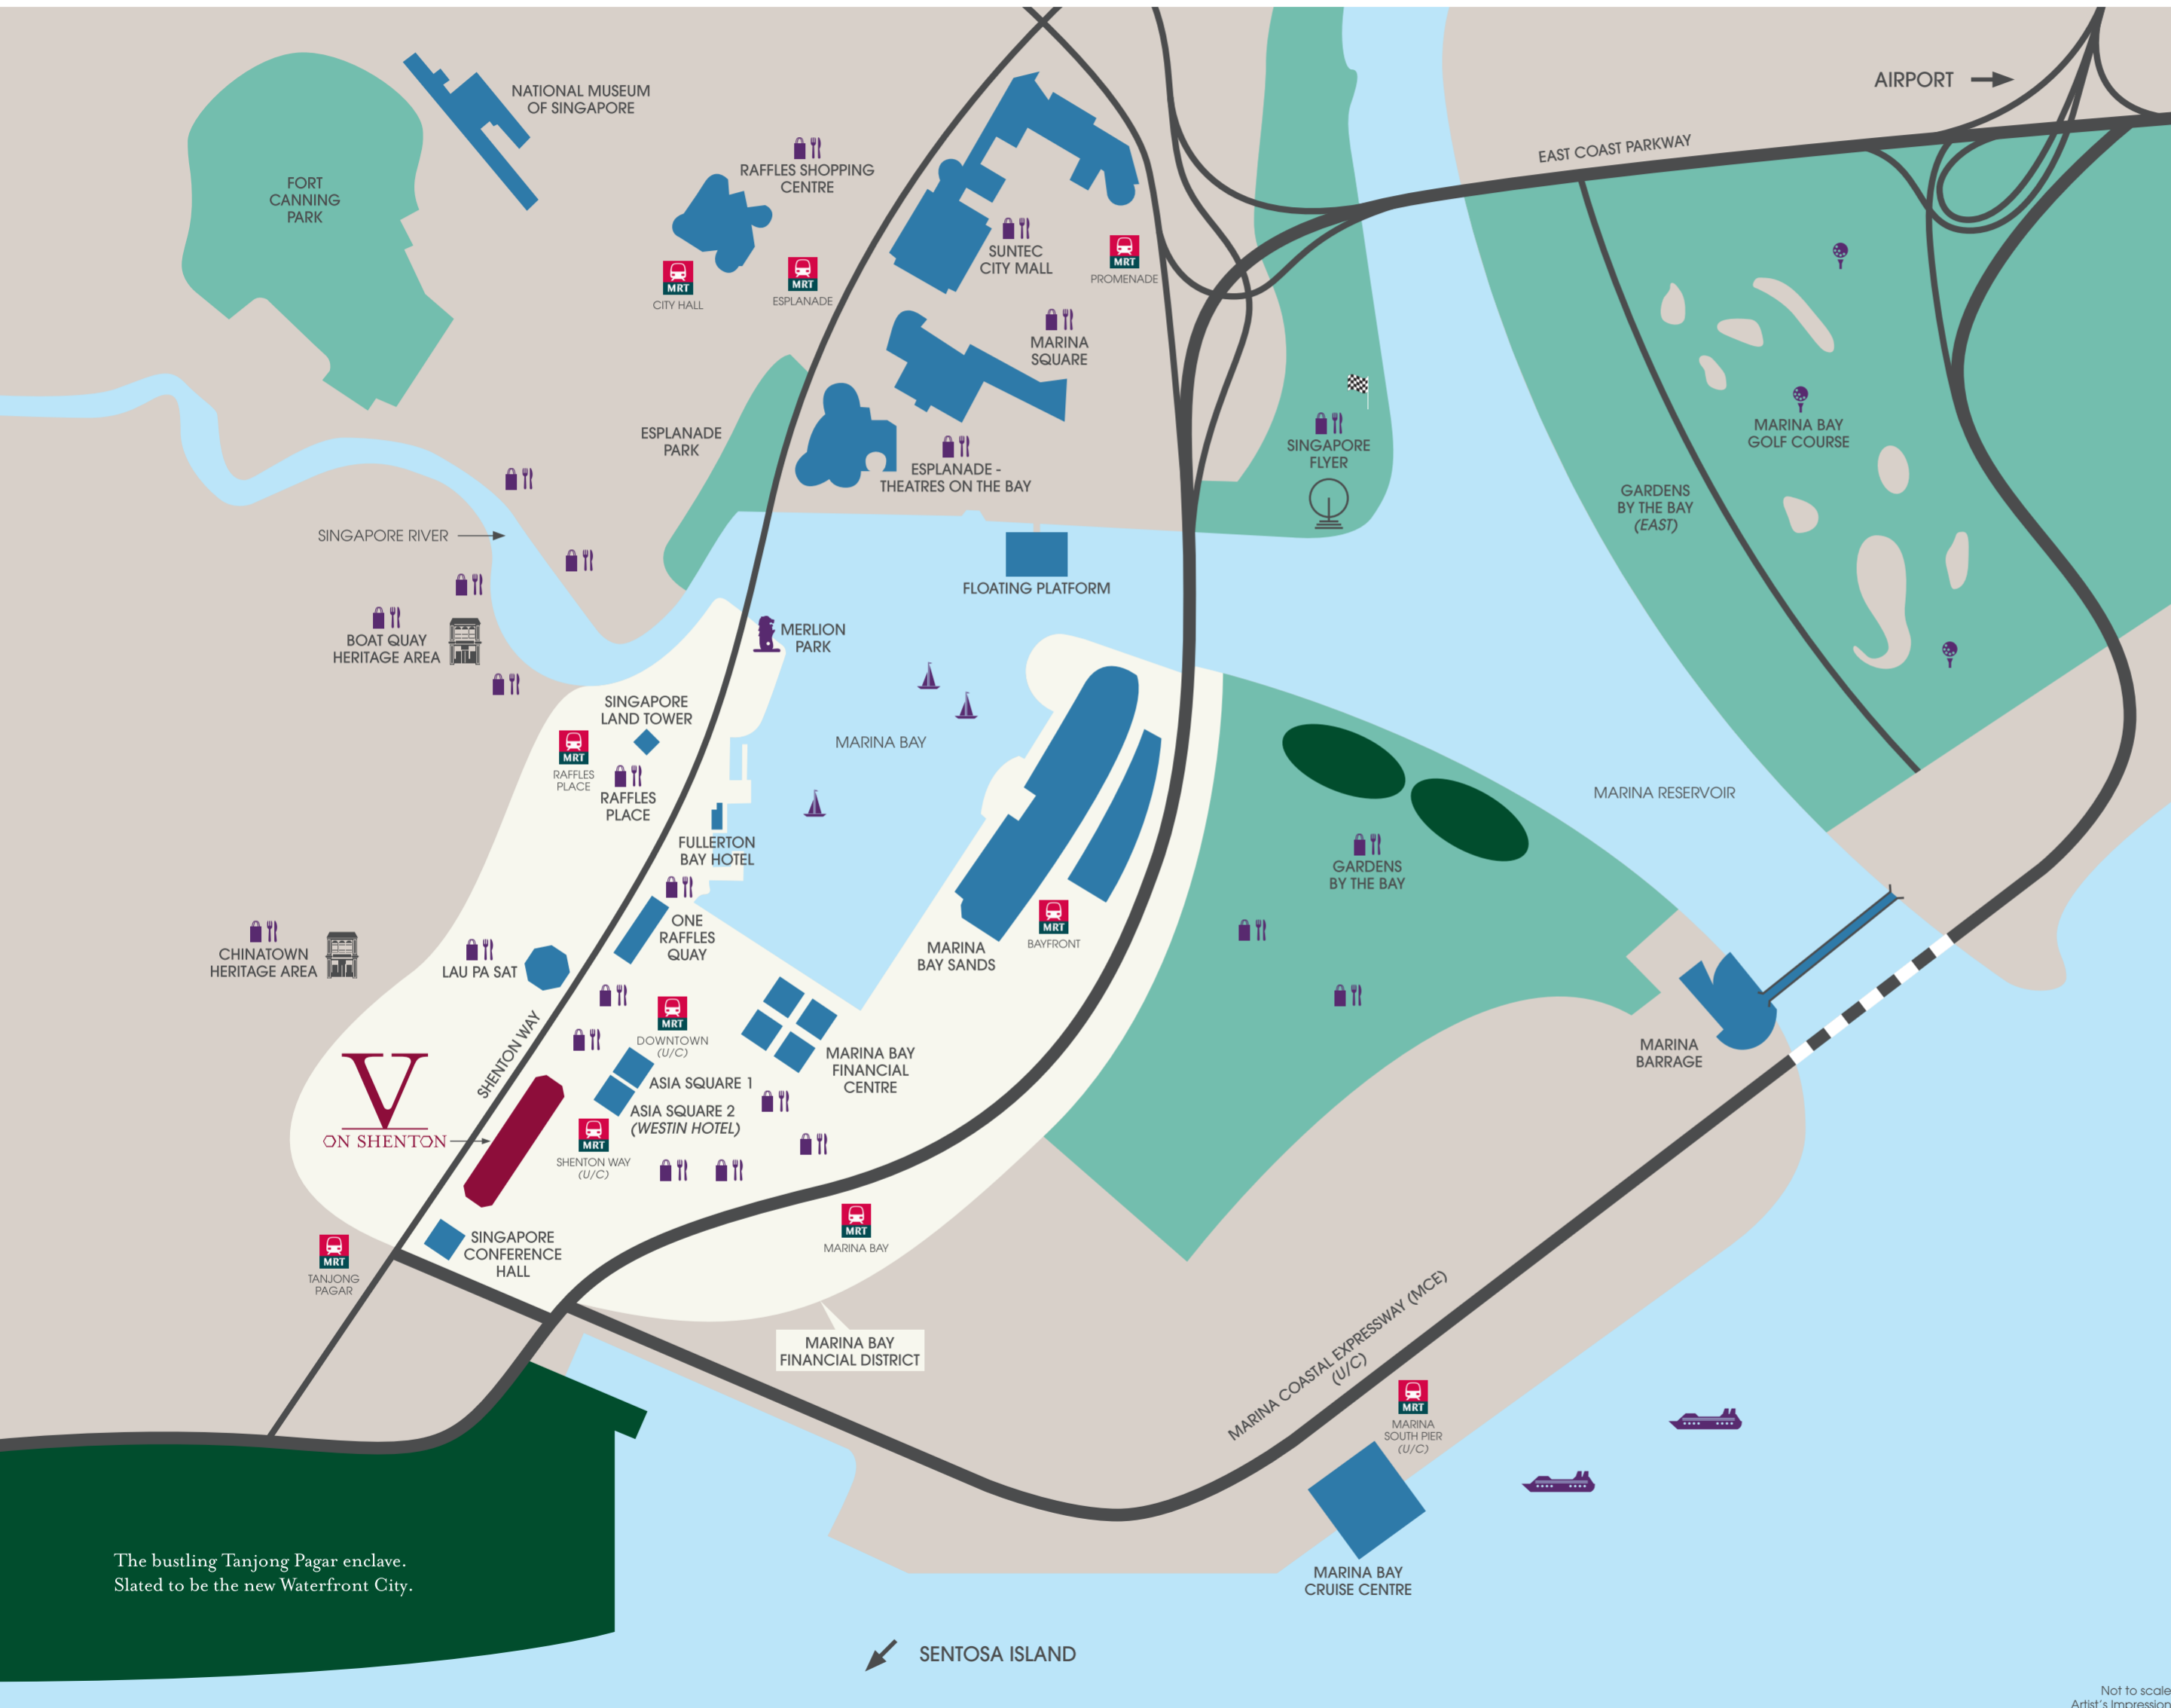 NATIONAL MUSEUM
OF SINGAPORE
AIRPORT
EAST COAST PARKWAY
FORT
CANNING
PARK
RAFFLES SHOPPING
CENTRE
MRT
CITY HALL
MRT
ESPLANADE
SUNTEC
CITY MALL
MRT
PROMENADE
MARINA
SQUARE
ESPLANADE
PARK
ESPLANADE -
THEATRES ON THE BAY
SINGAPORE
FLYER
MARINA BAY
GOLF COURSE
GARDENS
BY THE BAY
(EAST)
SINGAPORE RIVER
FLOATING PLATFORM
BOAT QUAY
HERITAGE AREA
MERLION
PARK
SINGAPORE
LAND TOWER
MRT
RAFFLES
PLACE
RAFFLES
PLACE
MARINA BAY
MARINA RESERVOIR
FULLERTON
BAY HOTEL
GARDENS
BY THE BAY
ONE
RAFFLES
QUAY
MARINA
BAY SANDS
MRT
BAYFRONT
CHINATOWN
HERITAGE AREA
LAU PA SAT
SHENTON WAY
MRT
DOWNTOWN
(U/C)
MARINA BAY
FINANCIAL
CENTRE
MARINA
BARRAGE
ASIA SQUARE 1
ASIA SQUARE 2
(WESTIN HOTEL)
V
ON SHENTON
MRT
SHENTON WAY
(U/C)
SINGAPORE
CONFERENCE
HALL
MRT
MARINA BAY
MRT
TANJONG
PAGAR
MARINA BAY
FINANCIAL DISTRICT
MARINA COASTAL EXPRESSWAY (MCE)
(U/C)
MRT
MARINA
SOUTH PIER
(U/C)
MARINA BAY
CRUISE CENTRE
The bustling Tanjong Pagar enclave.
Slated to be the new Waterfront City.
SENTOSA ISLAND
Not to scale
Artist's Impression